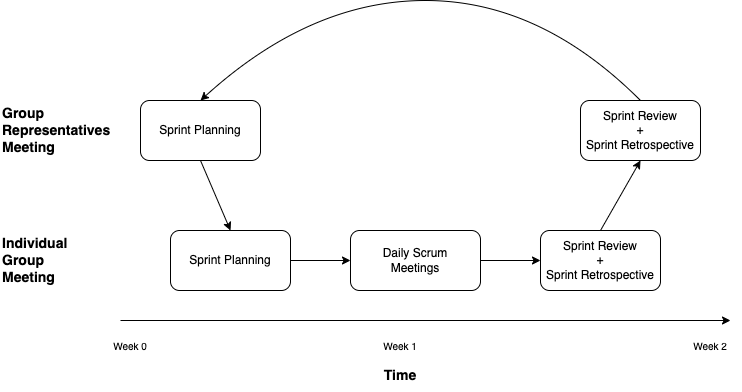 Group
Representatives
Meeting
Sprint Planning
Sprint Review
+
Sprint Retrospective
Individual
Group
Meeting
Sprint Planning
Daily Scrum
Meetings
Sprint Review
+
Sprint Retrospective
Week 0
Week 1
Week 2
Time